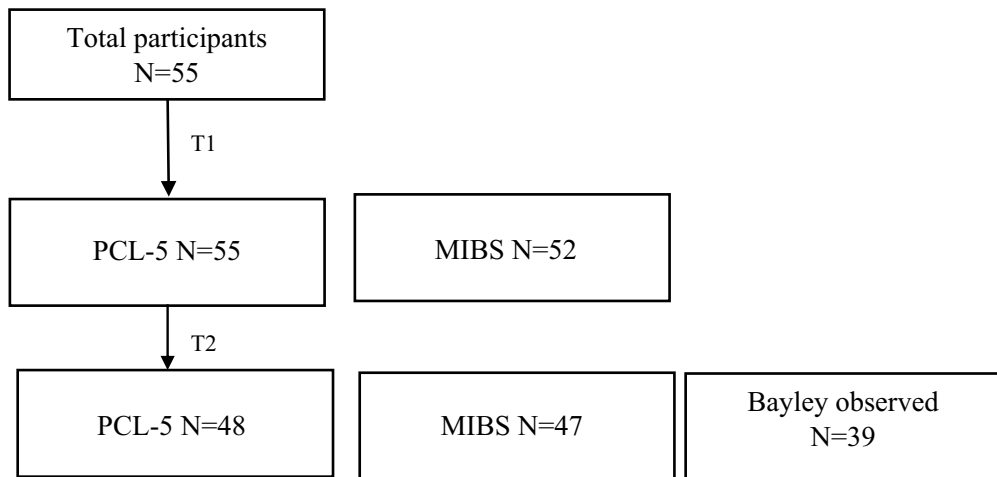 Total participants
N=55
T1
PCL-5 N=55
MIBS N=52
T2
PCL-5 N=48
MIBS N=47
Bayley observed
N=39